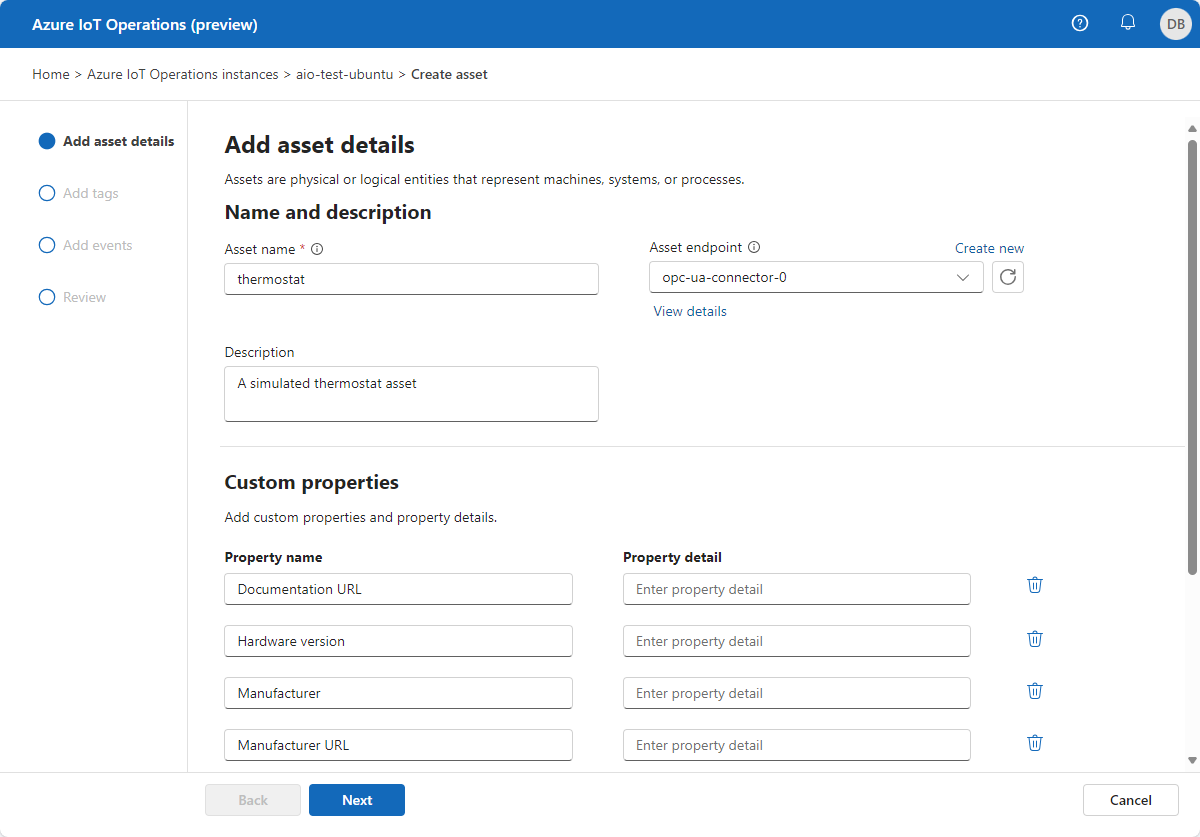 Azure IoT Operations (preview)
DB
Home > Azure IoT Operations instances > aio-test-ubuntu > Create asset
Add asset details
Add tags
Add events
Review
Add asset details
Assets are physical or logical entities that represent machines, systems, or processes.
Name and description
Asset name *
thermostat
Asset endpoint
Create new
opc-ua-connector-0
View details
Description
A simulated thermostat asset
Custom properties
Add custom properties and property details.
Property name Property detail
Documentation URL Enter property detail
Hardware version Enter property detail
Manufacturer Enter property detail
Manufacturer URL Enter property detail
Back Next Cancel